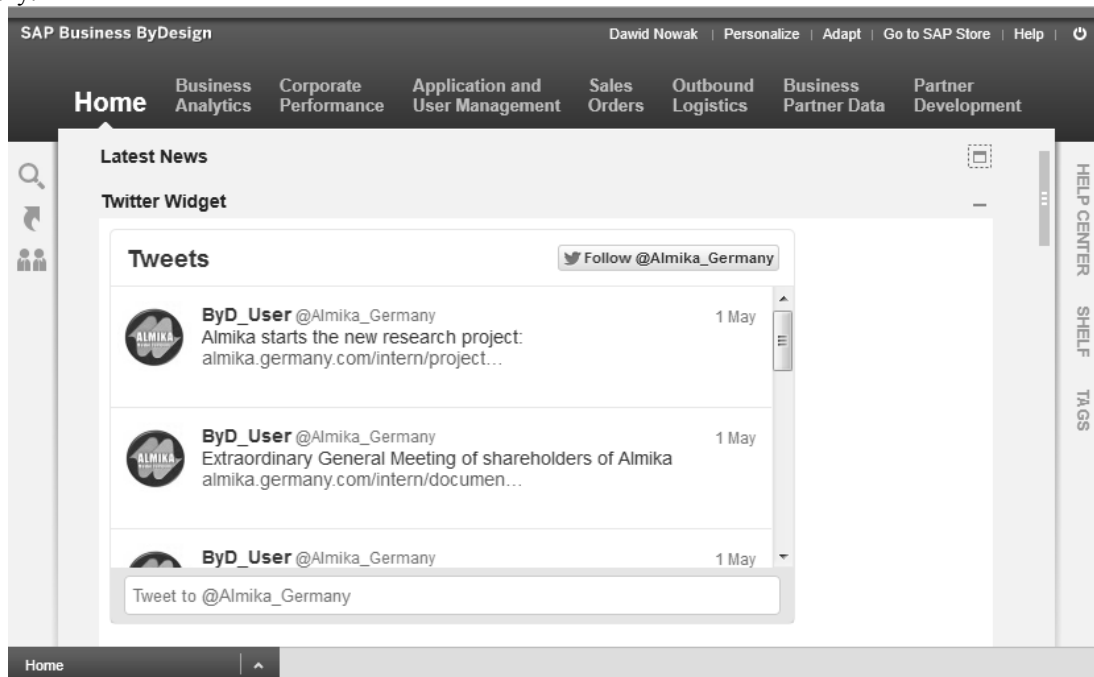 SAP Business ByDesign
Dawid Nowak | Personalize | Adapt | Go to SAP Store | Help |
Home
Business Analytics
Corporate Performance
Application and User Management
Sales Orders
Outbound Logistics
Business Partner Data
Partner Development
Latest News
Twitter Widget
Tweets
Follow @Almika_Germany
ByD_User @Almika_Germany 1 May
Almika starts the new research project:
almika.germany.com/intern/project…
ALMIKA
ByD_User @Almika_Germany 1 May
Extraordinary General Meeting of shareholders of Almika
almika.germany.com/intern/documen…
ALMIKA
ByD_User @Almika_Germany 1 May
Tweet to @Almika_Germany
HELP CENTER
SHELF
TAGS
Home